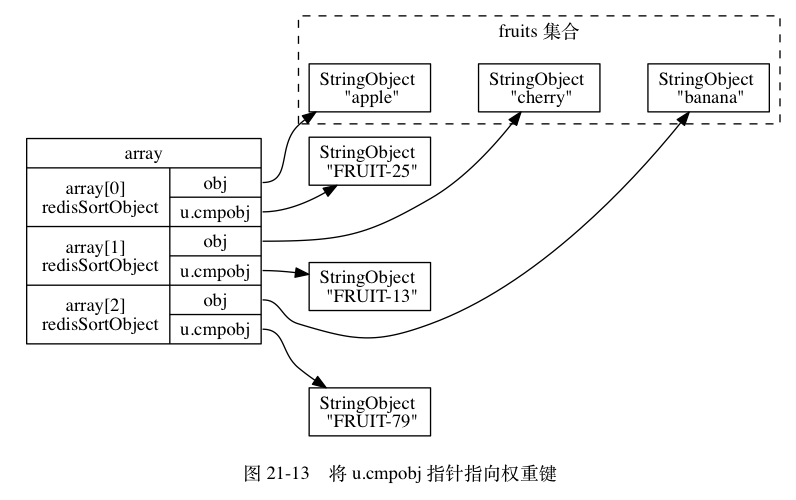 fruits 集合
StringObject
"apple"
StringObject
"cherry"
StringObject
"banana"
array
array[0]
redisSortObject
obj
u.cmpobj
StringObject
"FRUIT-25"
array[1]
redisSortObject
obj
u.cmpobj
StringObject
"FRUIT-13"
array[2]
redisSortObject
obj
u.cmpobj
StringObject
"FRUIT-79"
图 21-13 将 u.cmpobj 指针指向权重键